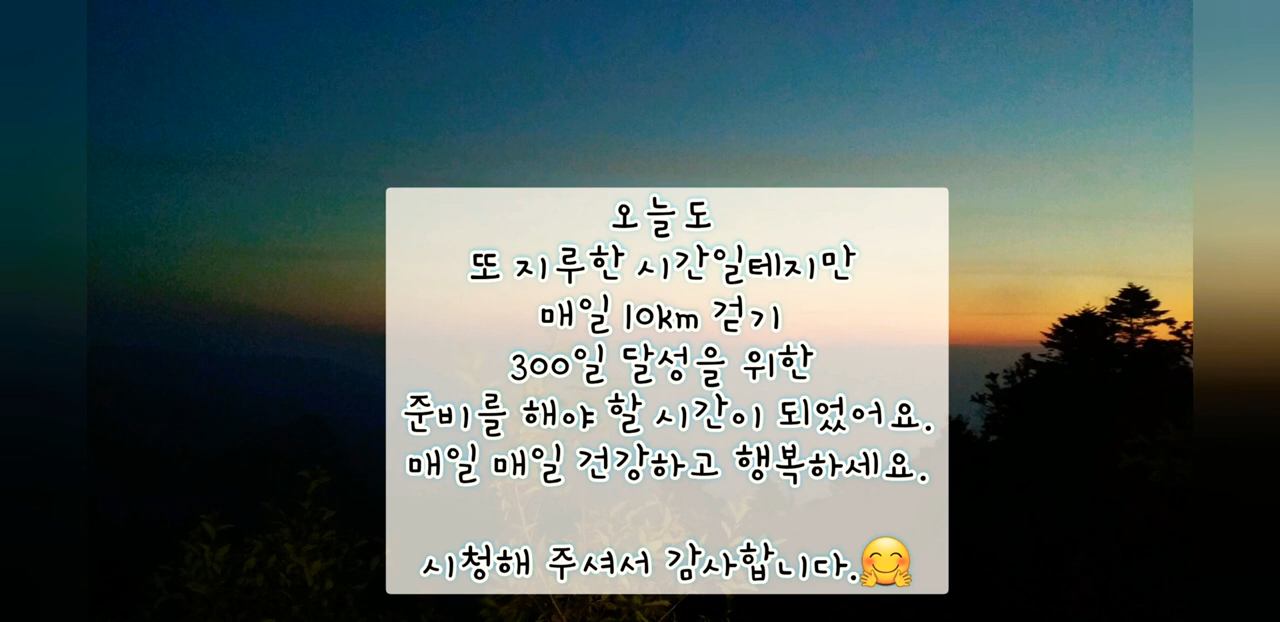 오늘도
또 지루한 시간일테지만
매일 10km 걷기
300일 달성을 위한
준비를 해야 할 시간이 되었어요.
매일 매일 건강하고 행복하세요.
시청해 주셔서 감사합니다.🤗